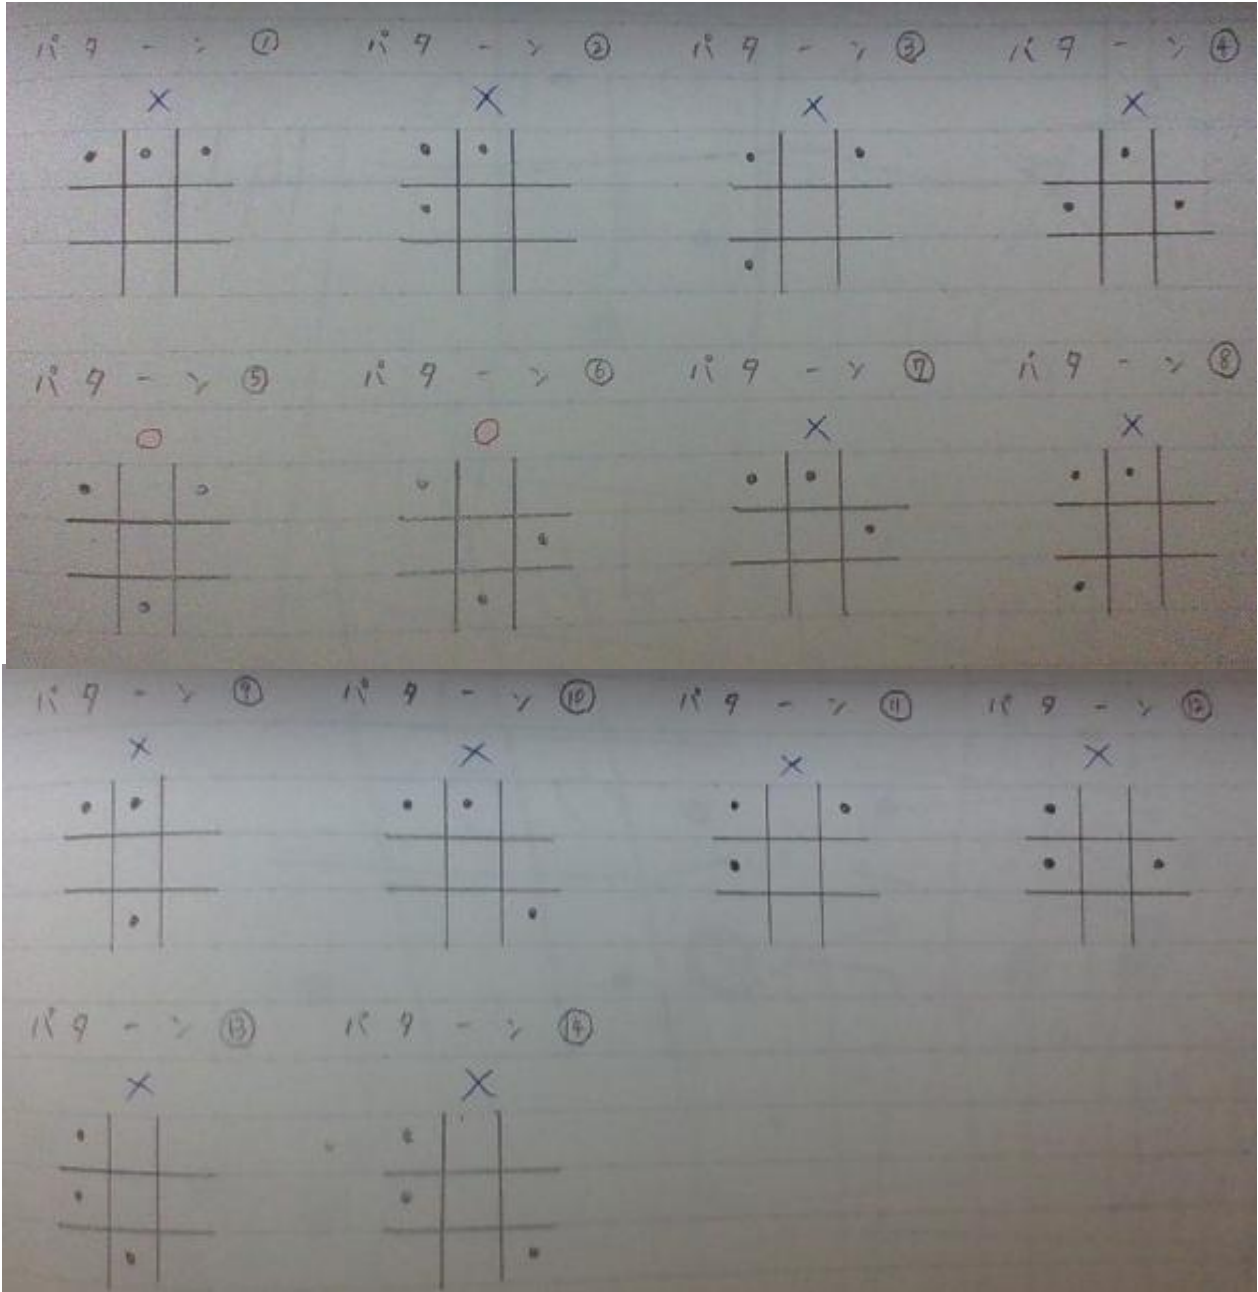 パターン① パターン② パターン③ パターン④
× × × ×
パターン⑤ パターン⑥ パターン⑦ パターン⑧
○ ○ × ×
パターン⑨ パターン⑩ パターン⑪ パターン⑫
× × × ×
パターン⑬ パターン⑭
× ×